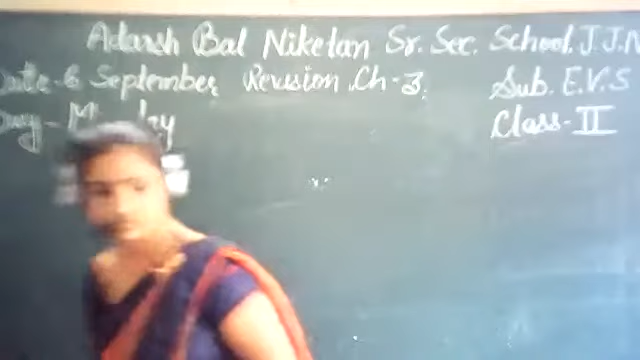 Adarsh Bal Niketan Sr. Sec. School, J.J.N
Date-6 September Revision Ch-3. Sub. E.V.S
Class-II